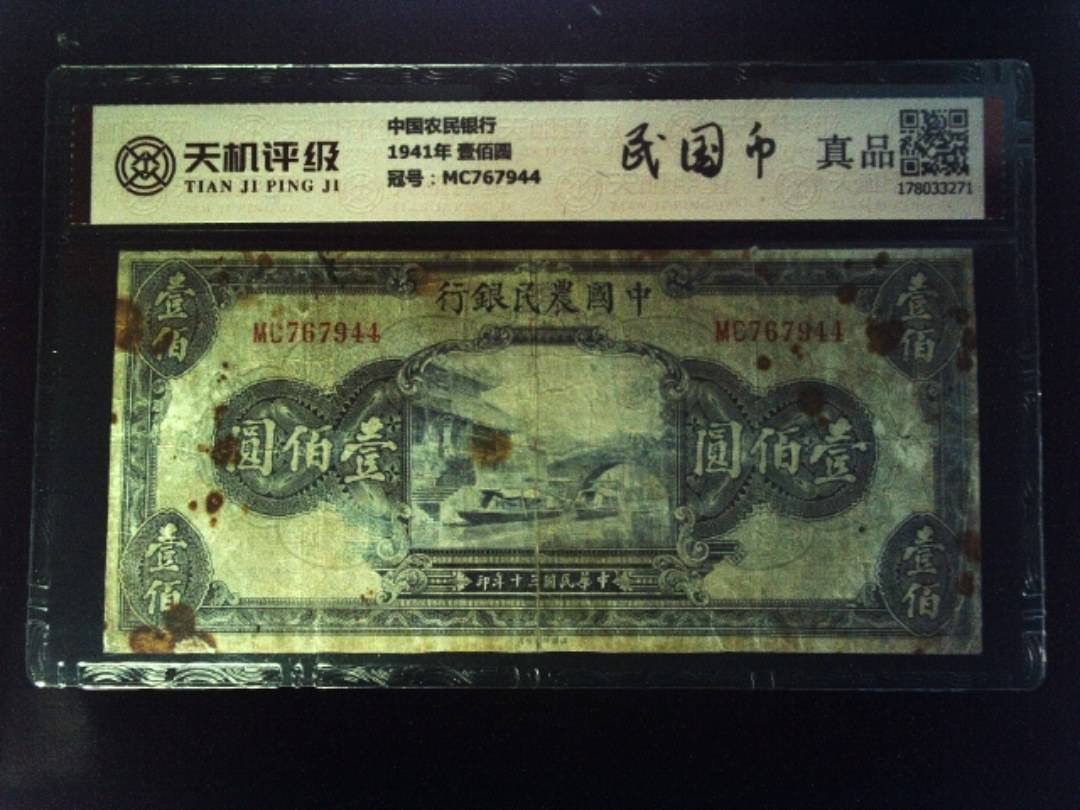 天机评级
TIAN JI PING JI
中国农民银行
1941年 壹佰圆
冠号：MC767944
民国币
真品
178033271
行銀民農國中
壹佰
壹佰
MC767944
MC767944
圓佰壹
圓佰壹
壹佰
壹佰
印年十三國民華中